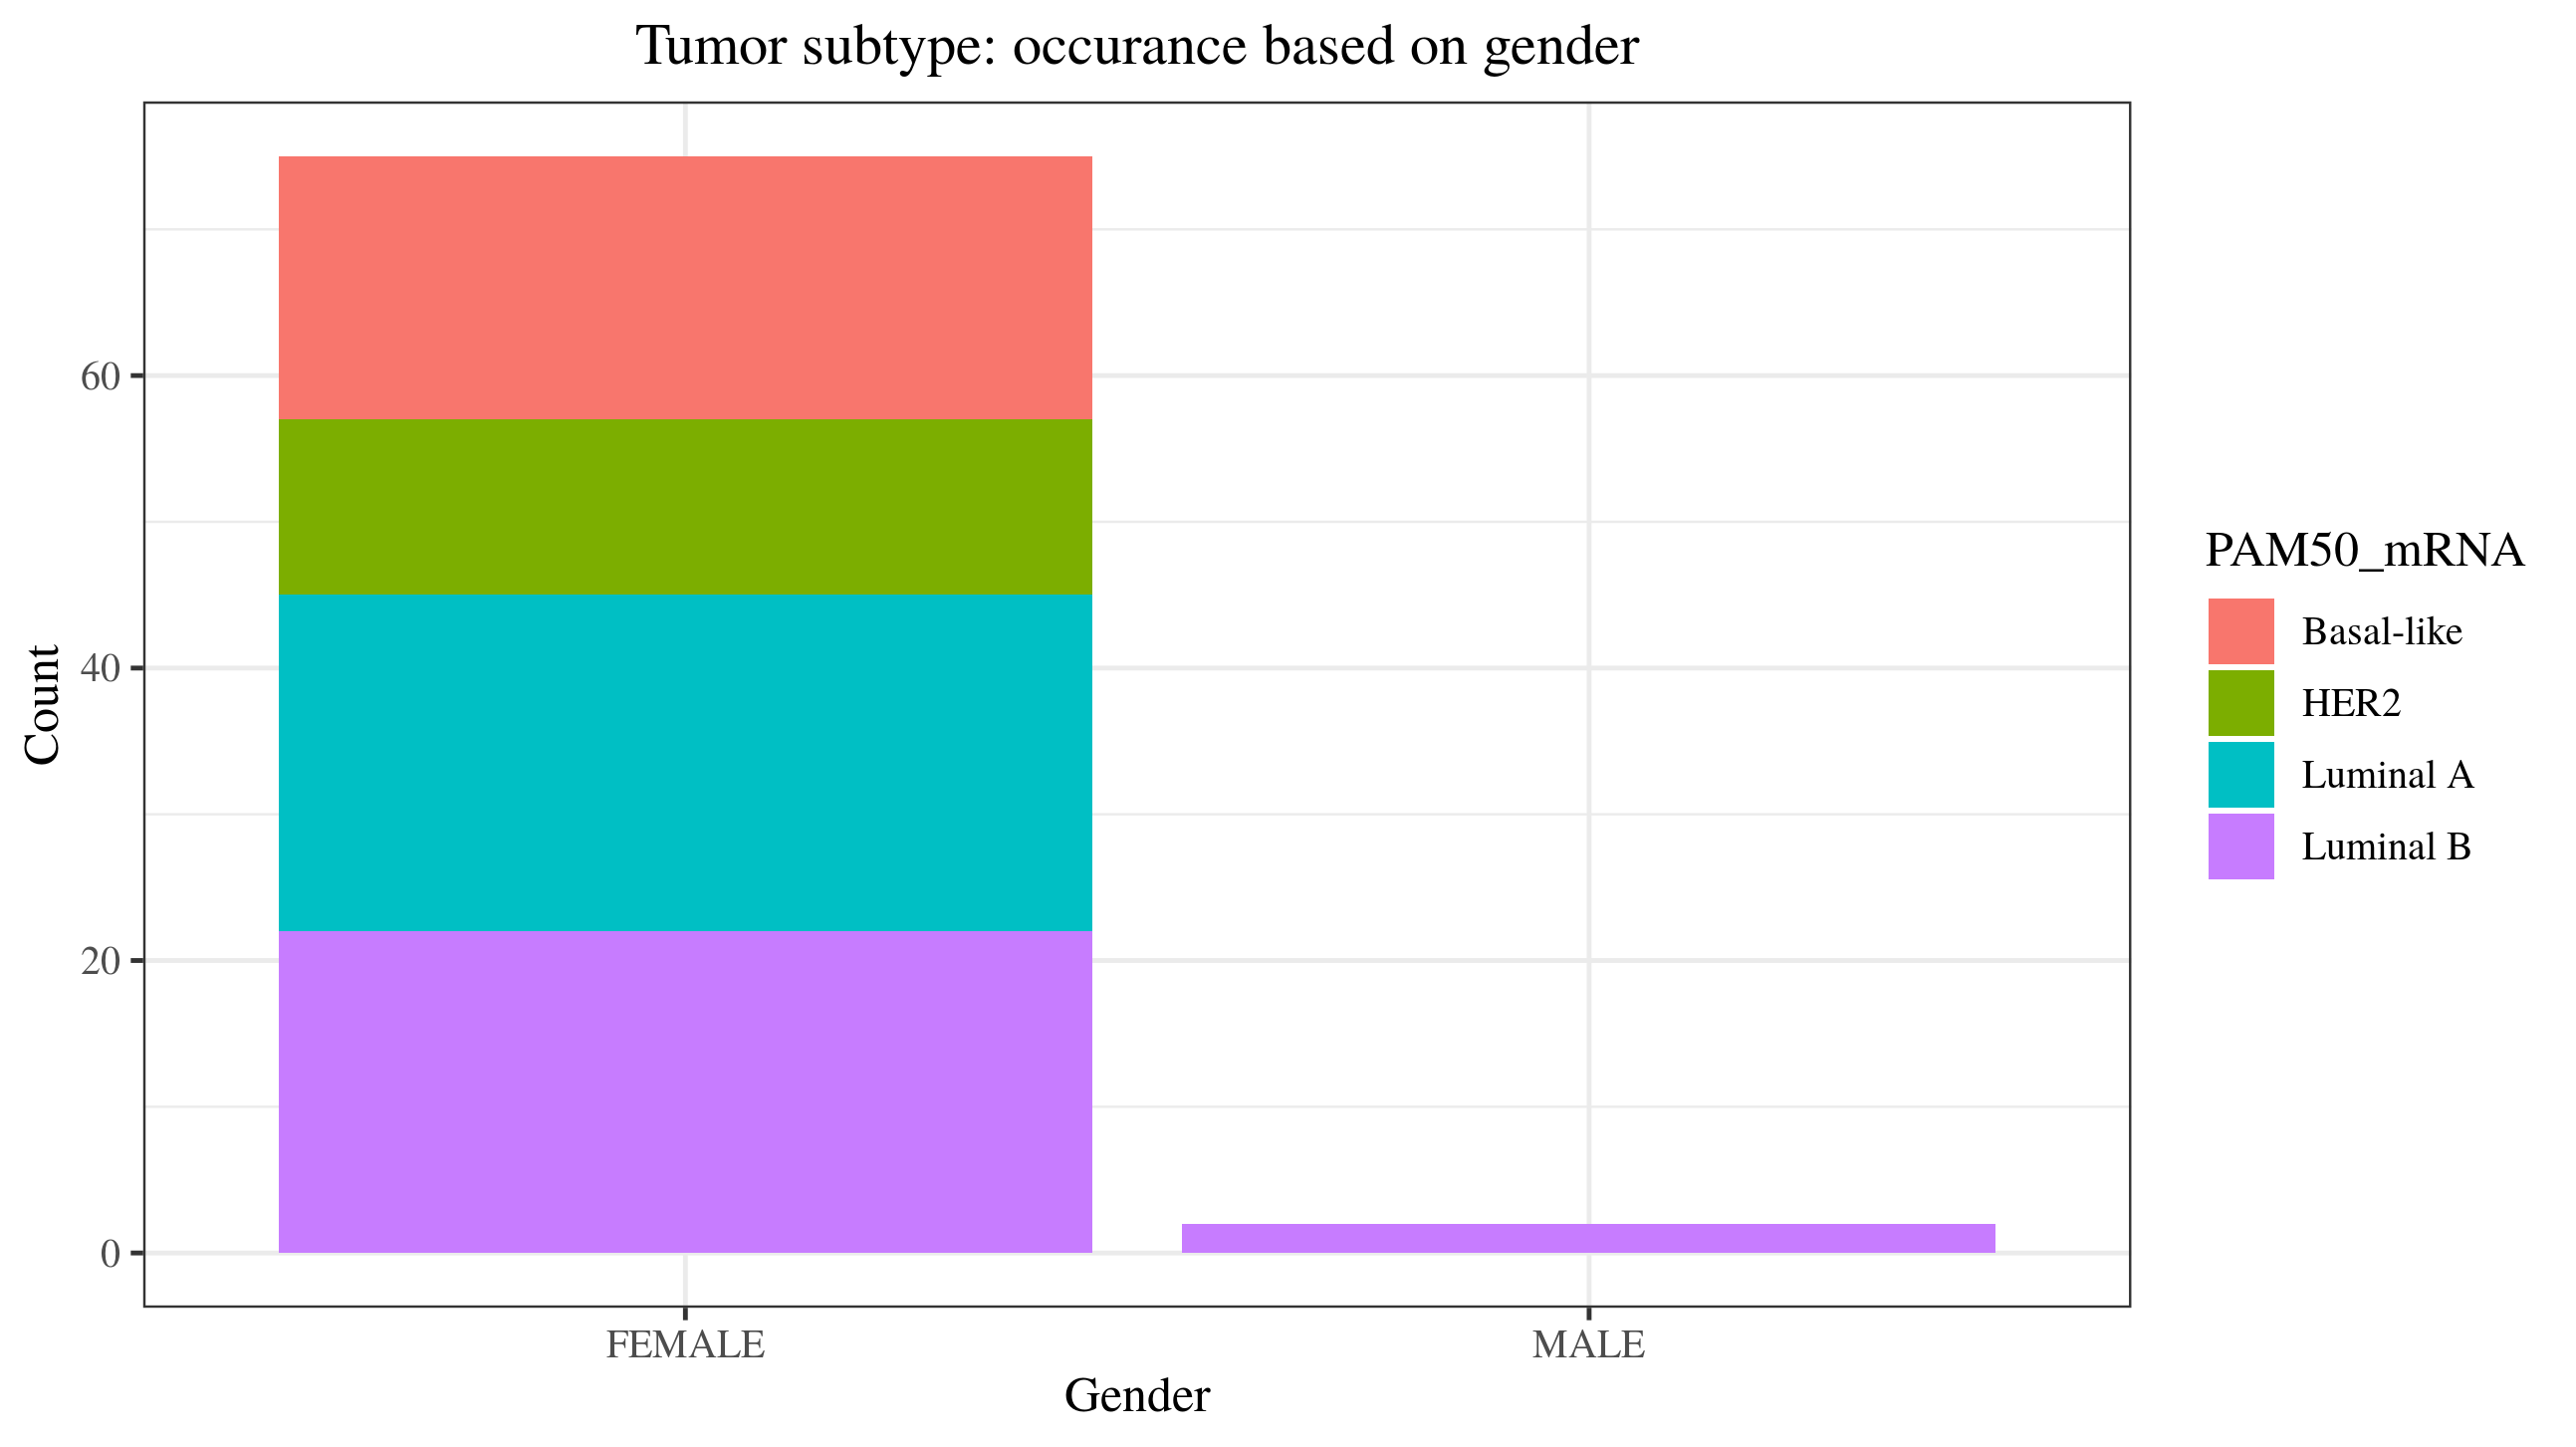 Tumor subtype: occurance based on gender
60
40
20
0
Count
FEMALE
MALE
Gender
PAM50_mRNA
Basal-like
HER2
Luminal A
Luminal B